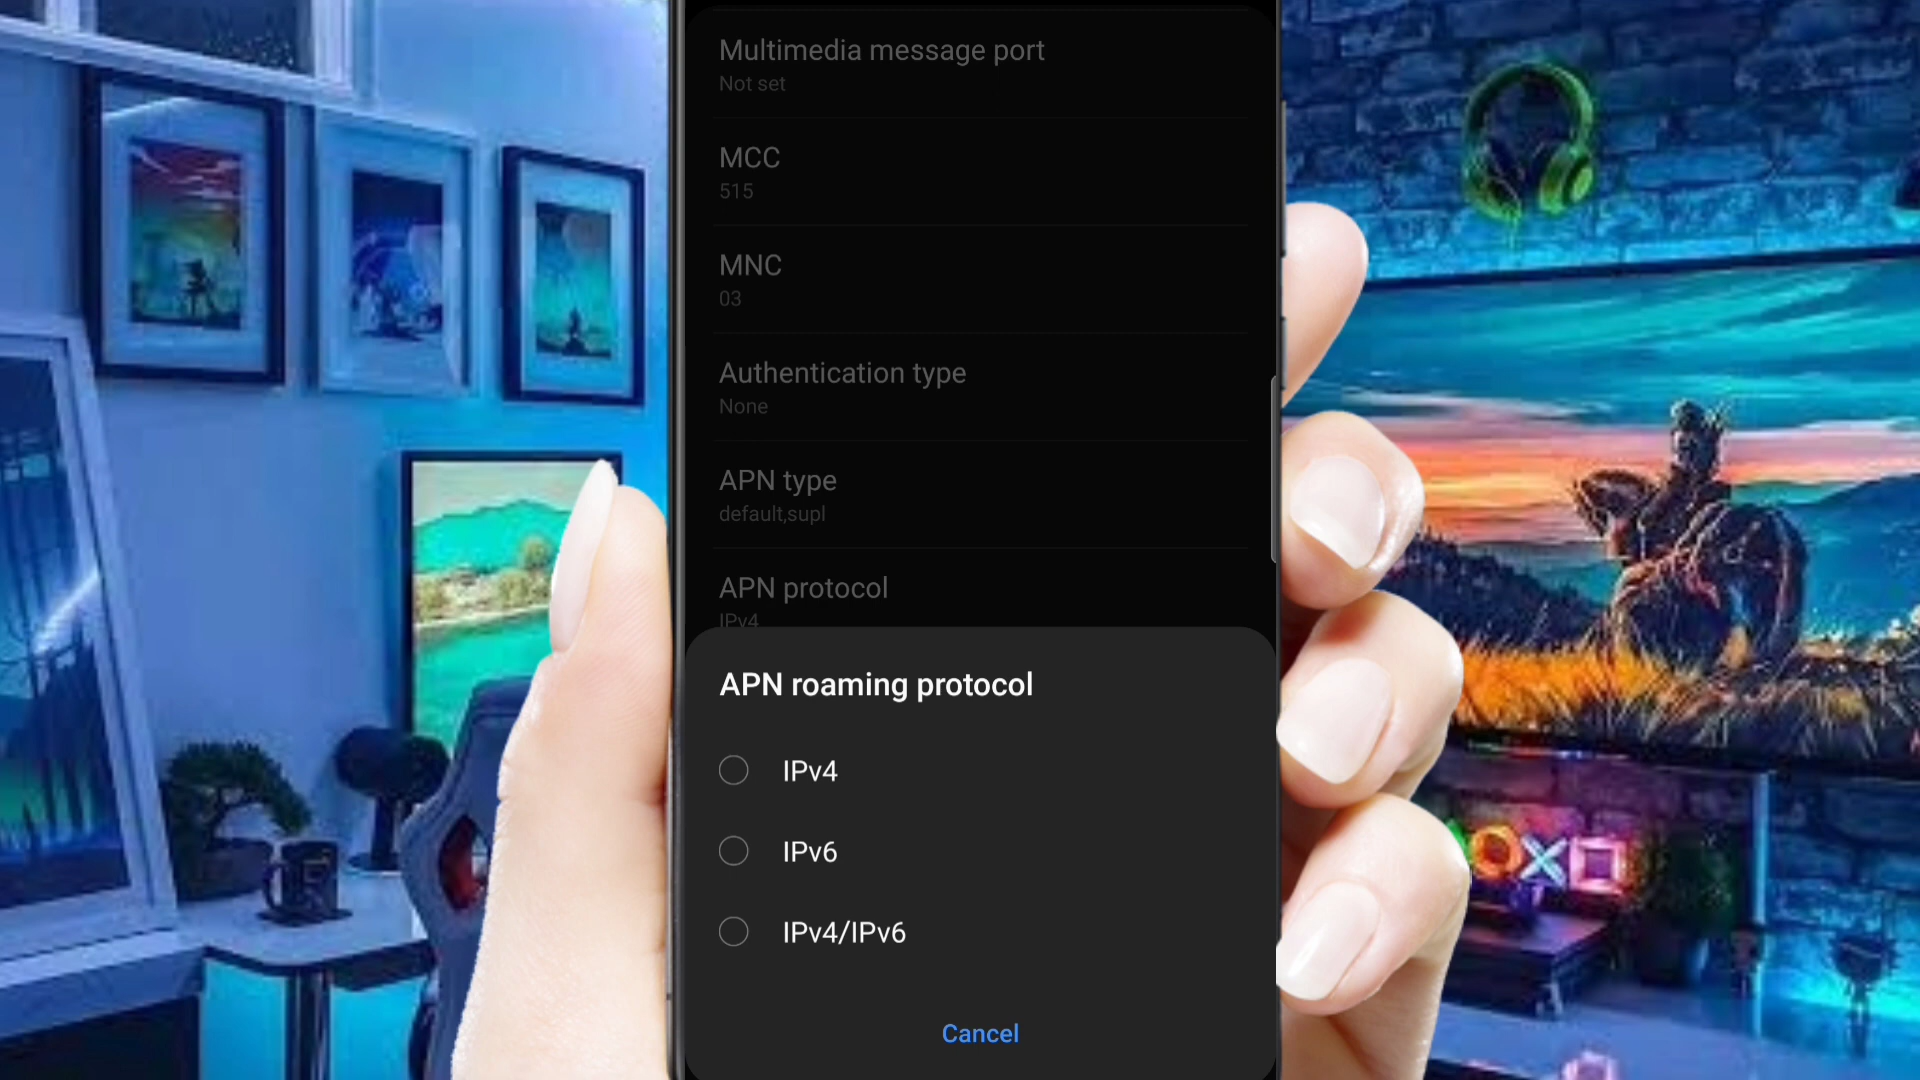 Multimedia message port
Not set
MCC
515
MNC
03
Authentication type
None
APN type
default,supl
APN protocol
IPv4
APN roaming protocol
IPv4
IPv6
IPv4/IPv6
Cancel